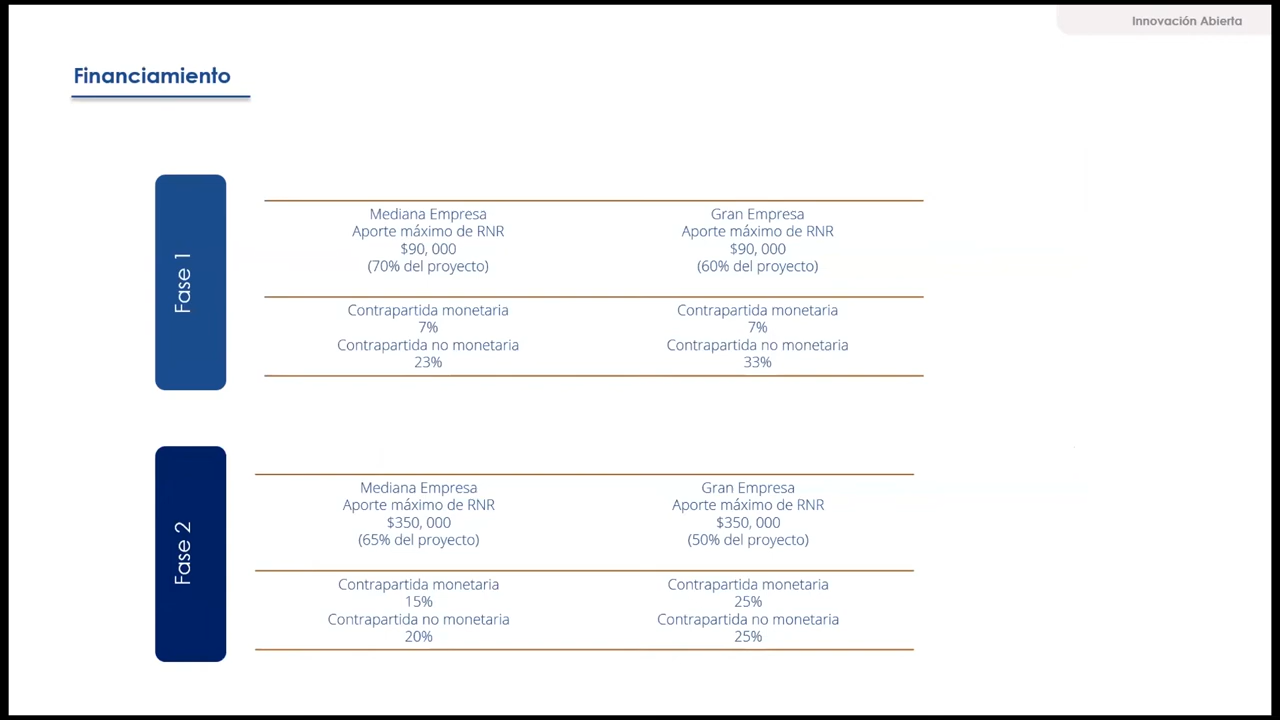 Innovación Abierta
Financiamiento
Fase 1
Mediana Empresa
Aporte máximo de RNR
$90, 000
(70% del proyecto)
Gran Empresa
Aporte máximo de RNR
$90, 000
(60% del proyecto)
Contrapartida monetaria
7%
Contrapartida no monetaria
23%
Contrapartida monetaria
7%
Contrapartida no monetaria
33%
Fase 2
Mediana Empresa
Aporte máximo de RNR
$350, 000
(65% del proyecto)
Gran Empresa
Aporte máximo de RNR
$350, 000
(50% del proyecto)
Contrapartida monetaria
15%
Contrapartida no monetaria
20%
Contrapartida monetaria
25%
Contrapartida no monetaria
25%